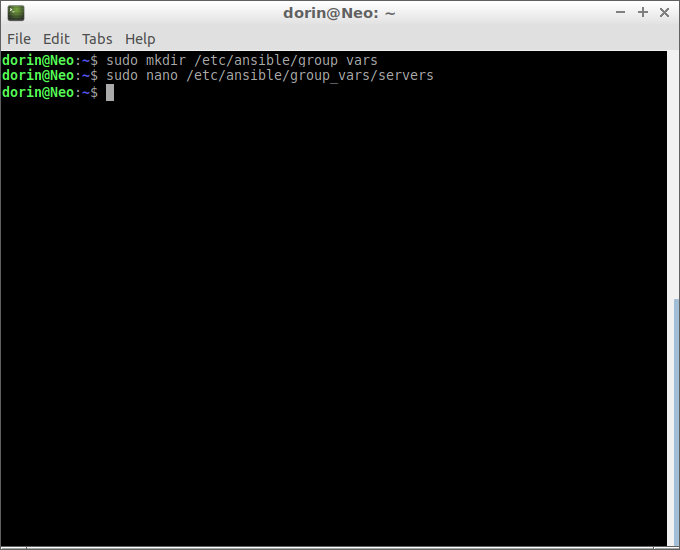 dorin@Neo: ~
File Edit Tabs Help
dorin@Neo:~$ sudo mkdir /etc/ansible/group vars
dorin@Neo:~$ sudo nano /etc/ansible/group_vars/servers
dorin@Neo:~$